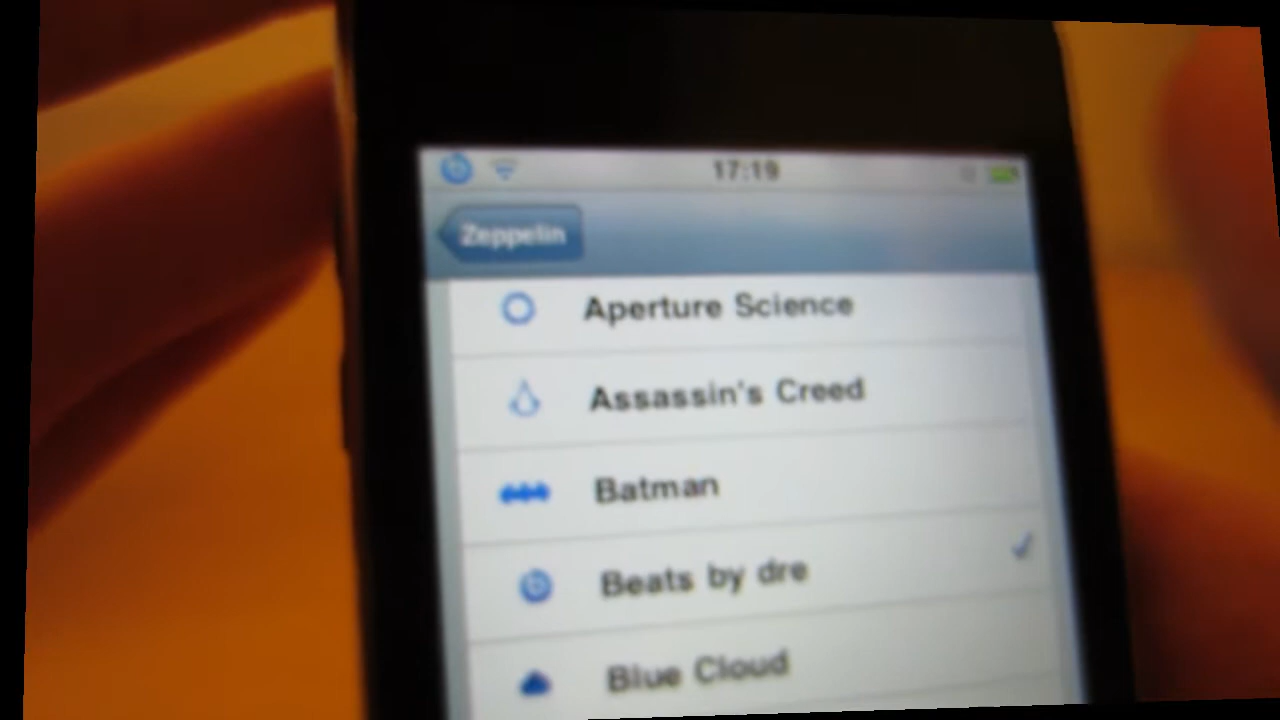 17:19
Zeppelin
Aperture Science
Assassin's Creed
Batman
Beats by dre
Blue Cloud